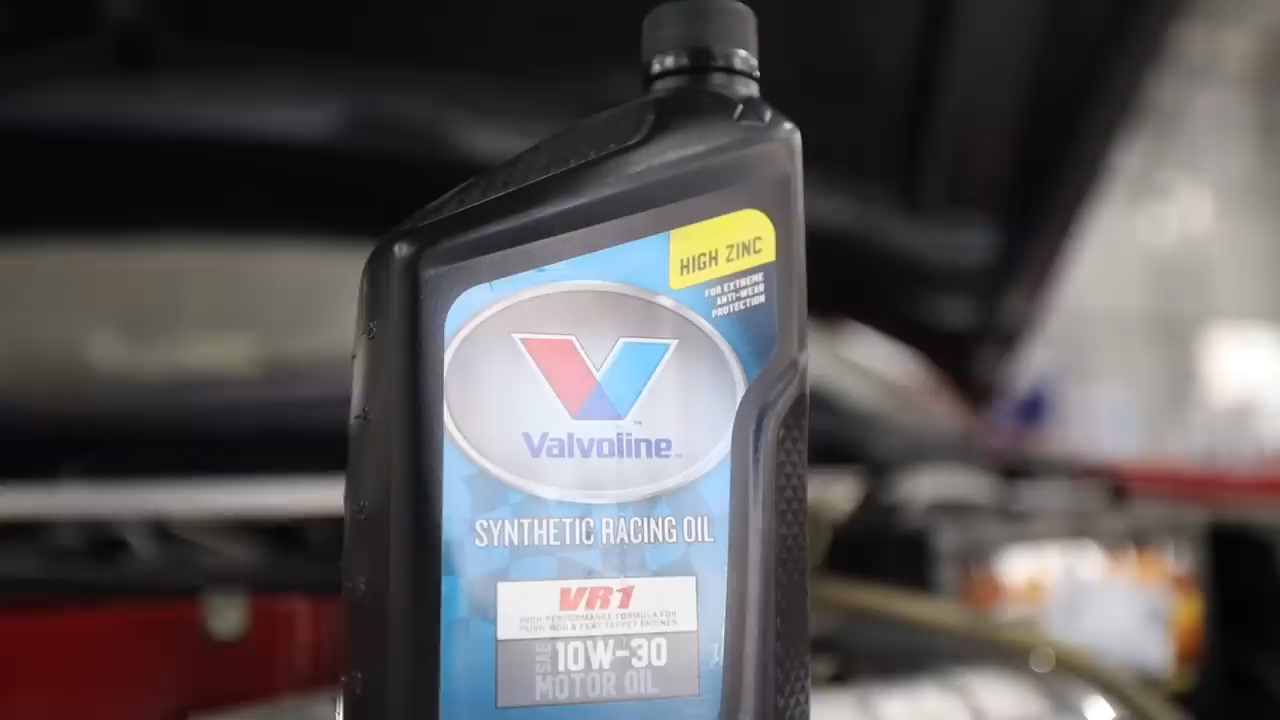 HIGH ZINC
FOR EXTREME
ANTI-WEAR
PROTECTION
Valvoline™
SYNTHETIC RACING OIL
VR1
HIGH PERFORMANCE FORMULA FOR
PUSH ROD & FLAT TAPPET ENGINES
SAE 10W-30
MOTOR OIL